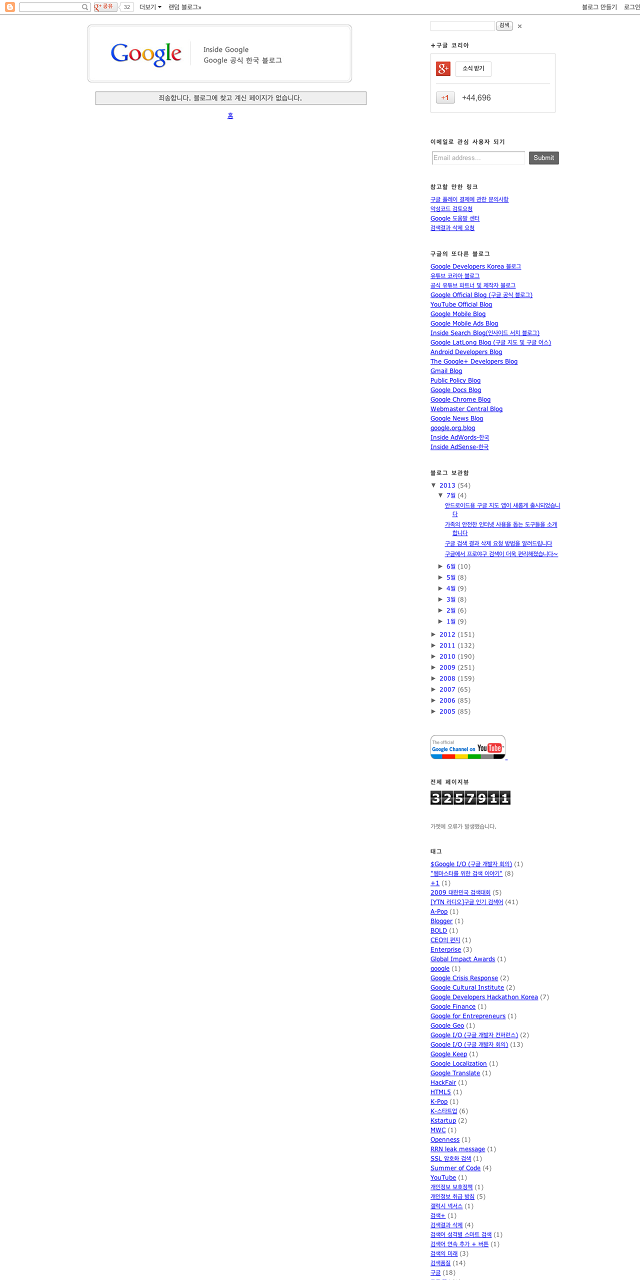 공유 32 더보기 랜덤 블로그» 블로그 만들기 로그인
Google
Inside Google
Google 공식 한국 블로그
죄송합니다. 블로그에 찾고 계신 페이지가 없습니다.
홈
검색
+구글 코리아
소식 받기
+1 +44,696
이메일로 관심 사용자 되기
Email address... Submit
참고할 만한 링크
구글 플레이 결제에 관한 문의사항
악성코드 검토요청
Google 도움말 센터
검색결과 삭제 요청
구글의 또다른 블로그
Google Developers Korea 블로그
유튜브 코리아 블로그
공식 유튜브 파트너 및 제작자 블로그
Google Official Blog (구글 공식 블로그)
YouTube Official Blog
Google Mobile Blog
Google Mobile Ads Blog
Inside Search Blog(인사이드 서치 블로그)
Google LatLong Blog (구글 지도 및 구글 어스)
Android Developers Blog
The Google+ Developers Blog
Gmail Blog
Public Policy Blog
Google Docs Blog
Google Chrome Blog
Webmaster Central Blog
Google News Blog
google.org.blog
Inside AdWords-한국
Inside AdSense-한국
블로그 보관함
▼ 2013 (54)
▼ 7월 (4)
안드로이드용 구글 지도 앱이 새롭게 출시되었습니
다
가족의 안전한 인터넷 사용을 돕는 도구들을 소개
합니다
구글 검색 결과 삭제 요청 방법을 알려드립니다
구글에서 프로야구 검색이 더욱 편리해졌습니다~
► 6월 (10)
► 5월 (8)
► 4월 (9)
► 3월 (8)
► 2월 (6)
► 1월 (9)
► 2012 (151)
► 2011 (132)
► 2010 (190)
► 2009 (251)
► 2008 (159)
► 2007 (65)
► 2006 (85)
► 2005 (85)
The official
Google Channel on YouTube
전체 페이지뷰
3257911
가젯에 오류가 발생했습니다.
태그
$Google I/O (구글 개발자 회의) (1)
"웹마스터를 위한 검색 이야기" (8)
+1 (1)
2009 대한민국 검색대회 (5)
[YTN 라디오]구글 인기 검색어 (41)
A-Pop (1)
Blogger (1)
BOLD (1)
CEO의 편지 (1)
Enterprise (3)
Global Impact Awards (1)
google (1)
Google Crisis Response (2)
Google Cultural Institute (2)
Google Developers Hackathon Korea (7)
Google Finance (1)
Google for Entrepreneurs (1)
Google Geo (1)
Google I/O (구글 개발자 컨퍼런스) (2)
Google I/O (구글 개발자 회의) (13)
Google Keep (1)
Google Localization (1)
Google Translate (1)
HackFair (1)
HTML5 (1)
K-Pop (1)
K-스타트업 (6)
Kstartup (2)
MWC (1)
Openness (1)
RRN leak message (1)
SSL 암호화 검색 (1)
Summer of Code (4)
YouTube (1)
개인정보 보호정책 (1)
개인정보 취급 방침 (5)
갤럭시 넥서스 (1)
검색+ (1)
검색결과 삭제 (4)
검색어 성격별 스마트 검색 (1)
검색어 연속 추가 + 버튼 (1)
검색의 미래 (3)
검색품질 (14)
구글 (18)